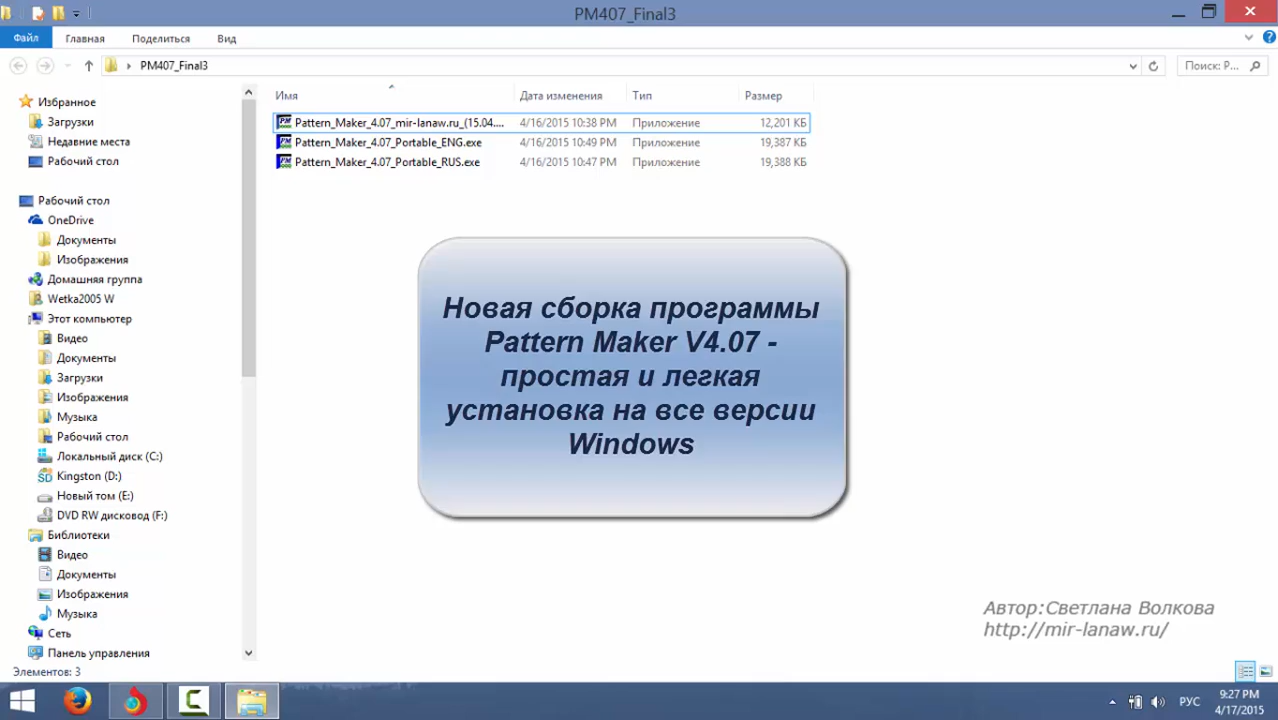 PM407_Final3
Файл Главная Поделиться Вид
PM407_Final3
Поиск: P...
Имя Дата изменения Тип Размер
Pattern_Maker_4.07_mir-lanaw.ru_(15.04.... 4/16/2015 10:38 PM Приложение 12,201 КБ
Pattern_Maker_4.07_Portable_ENG.exe 4/16/2015 10:49 PM Приложение 19,387 КБ
Pattern_Maker_4.07_Portable_RUS.exe 4/16/2015 10:47 PM Приложение 19,388 КБ
Избранное
Загрузки
Недавние места
Рабочий стол
Рабочий стол
OneDrive
Документы
Изображения
Домашняя группа
Wetka2005 W
Этот компьютер
Видео
Документы
Загрузки
Изображения
Музыка
Рабочий стол
Локальный диск (C:)
Kingston (D:)
Новый том (E:)
DVD RW дисковод (F:)
Библиотеки
Видео
Документы
Изображения
Музыка
Сеть
Панель управления
Новая сборка программы
Pattern Maker V4.07 -
простая и легкая
установка на все версии
Windows
Автор:Светлана Волкова
http://mir-lanaw.ru/
Элементов: 3
РУС
9:27 PM
4/17/2015